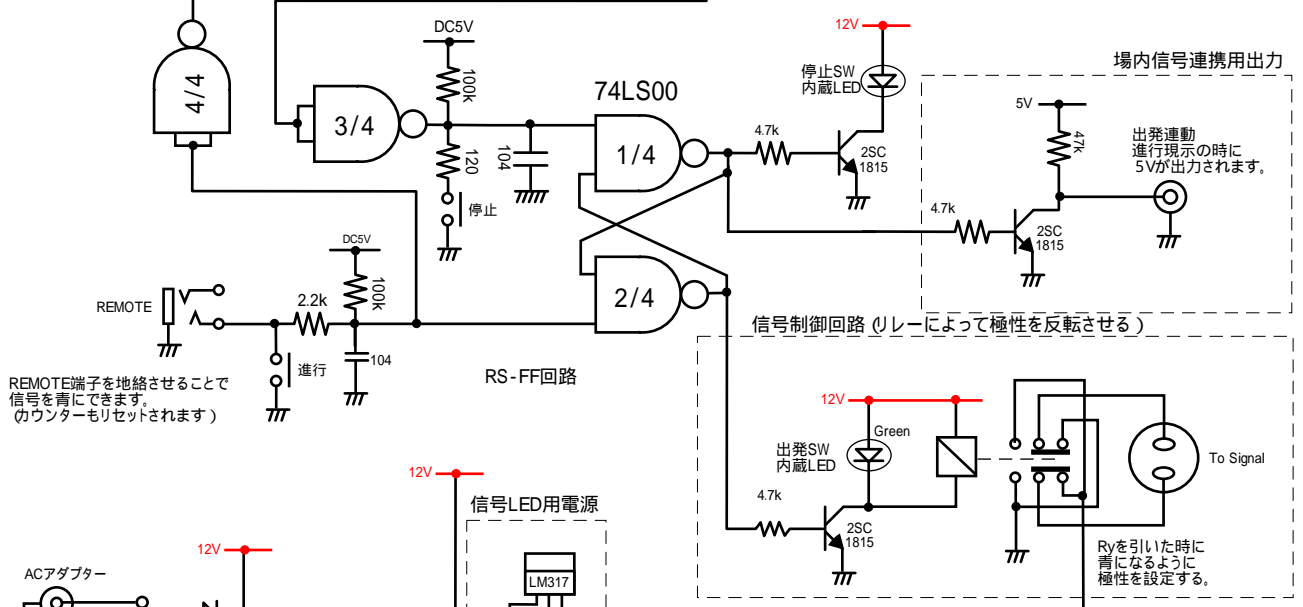 DC5V
12V
停止SW
内蔵LED
場内信号連携用出力
4/4
3/4
100k
120
停止
104
74LS00
1/4
4.7k
2SC
1815
5V
47k
出発連動
進行現示の時に
5Vが出力されます。
4.7k
2SC
1815
DC5V
100k
REMOTE
2.2k
進行
104
2/4
REMOTE端子を地絡させることで
信号を青にできます。
(カウンターもリセットされます)
RS-FF回路
信号制御回路(リレーによって極性を反転させる)
12V
出発SW
内蔵LED
Green
4.7k
2SC
1815
To Signal
Ryを引いた時に
青になるように
極性を設定する。
12V
信号LED用電源
LM317
12V
ACアダプター